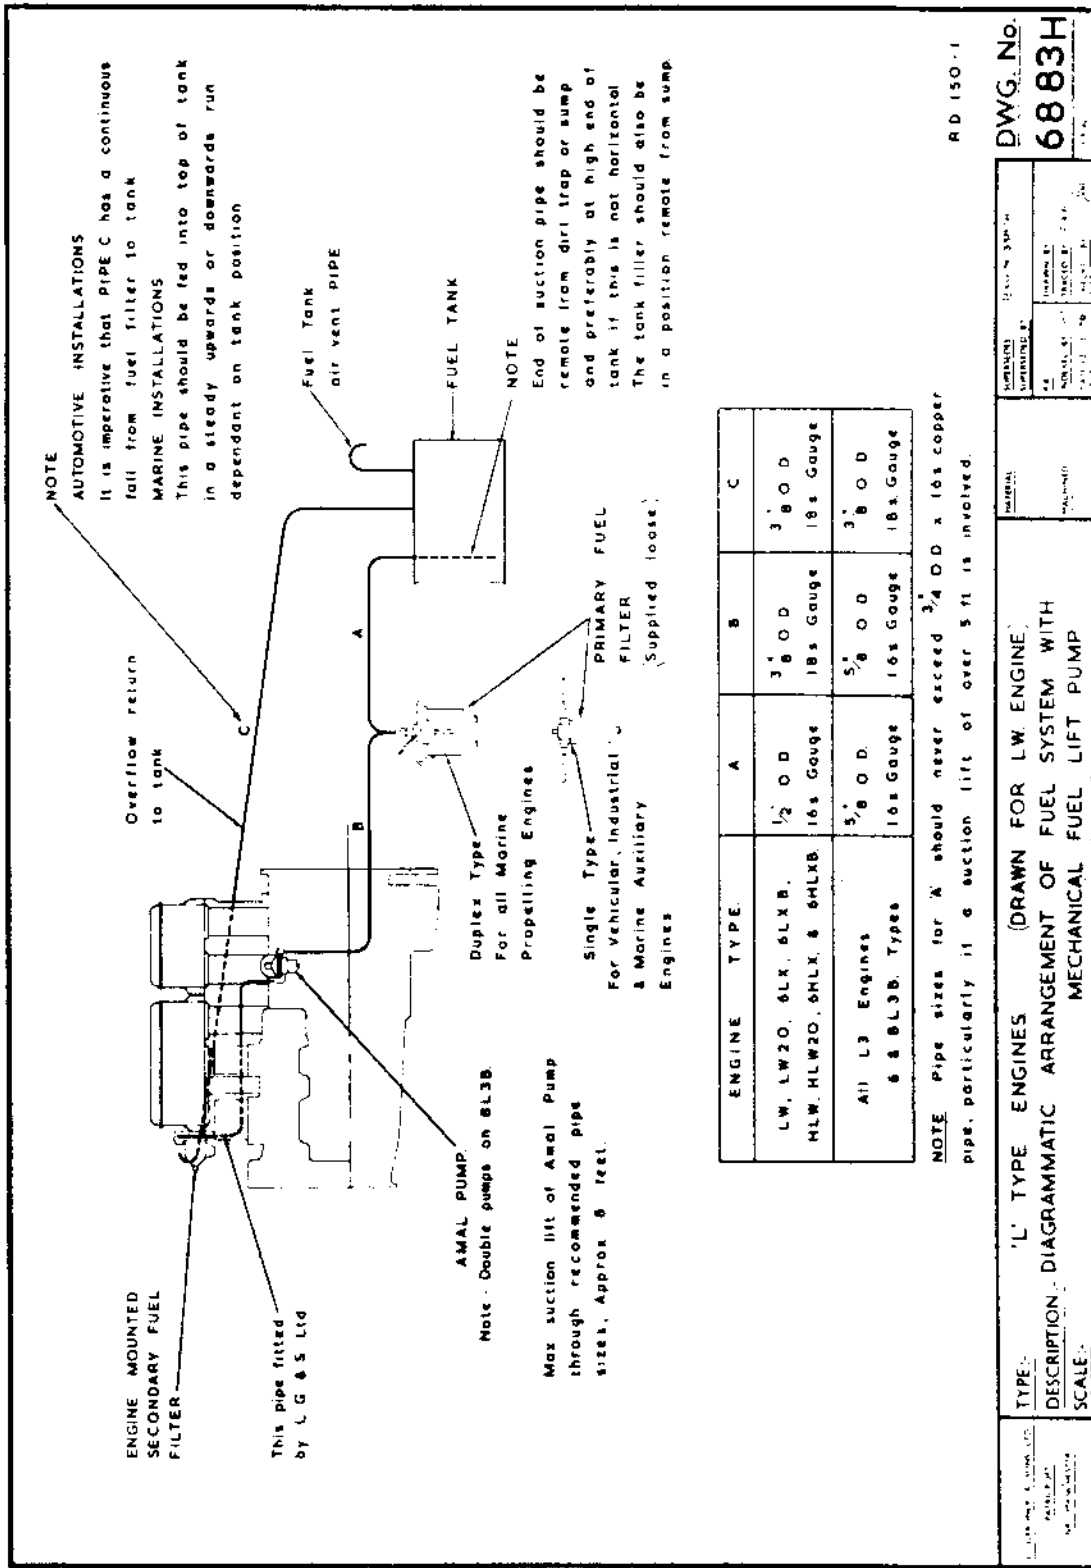 NOTE
AUTOMOTIVE INSTALLATIONS
It is imperative that PIPE C has a continuous
fall from fuel filter to tank
MARINE INSTALLATIONS
This pipe should be fed into top of tank
in a steady upwards or downwards run
dependant on tank position
Overflow return
to tank
C
ENGINE MOUNTED
SECONDARY FUEL
FILTER
This pipe fitted
by L G & S Ltd
Fuel Tank
air vent PIPE
FUEL TANK
A
B
NOTE
End of suction pipe should be
remote from dirt trap or sump
and preferably at high end of
tank if this is not horizontal
The tank filler should also be
in a position remote from sump
AMAL PUMP
Note - Double pumps on 8L3B.
Duplex Type
For all Marine
Propelling Engines
PRIMARY FUEL
FILTER
(Supplied loose)
Single Type
For Vehicular, Industrial
& Marine Auxiliary
Engines
Max suction lift of Amal Pump
through recommended pipe
sizes, Approx 8 feet.
ENGINE TYPE. A B C
LW, LW20, 6LX, 6LXB. 1/2" O D 3/8" O D 3/8" O D
HLW, HLW20, 6HLX, & 6HLXB. 16s Gauge 18s Gauge 18s Gauge
All L3 Engines 5/8" O D. 5/8" O D 3/8" O D
6 & 8L3B. Types 16s Gauge 16s Gauge 18s Gauge
NOTE Pipe sizes for 'A' should never exceed 3/4" O D x 16s copper
pipe, particularly if a suction lift of over 5 ft is involved.
RD 150-1
TYPE:- 'L' TYPE ENGINES (DRAWN FOR LW ENGINE)
DESCRIPTION:- DIAGRAMMATIC ARRANGEMENT OF FUEL SYSTEM WITH
MECHANICAL FUEL LIFT PUMP
SCALE:-
MATERIAL
MACHINED
DWG. No.
6883H